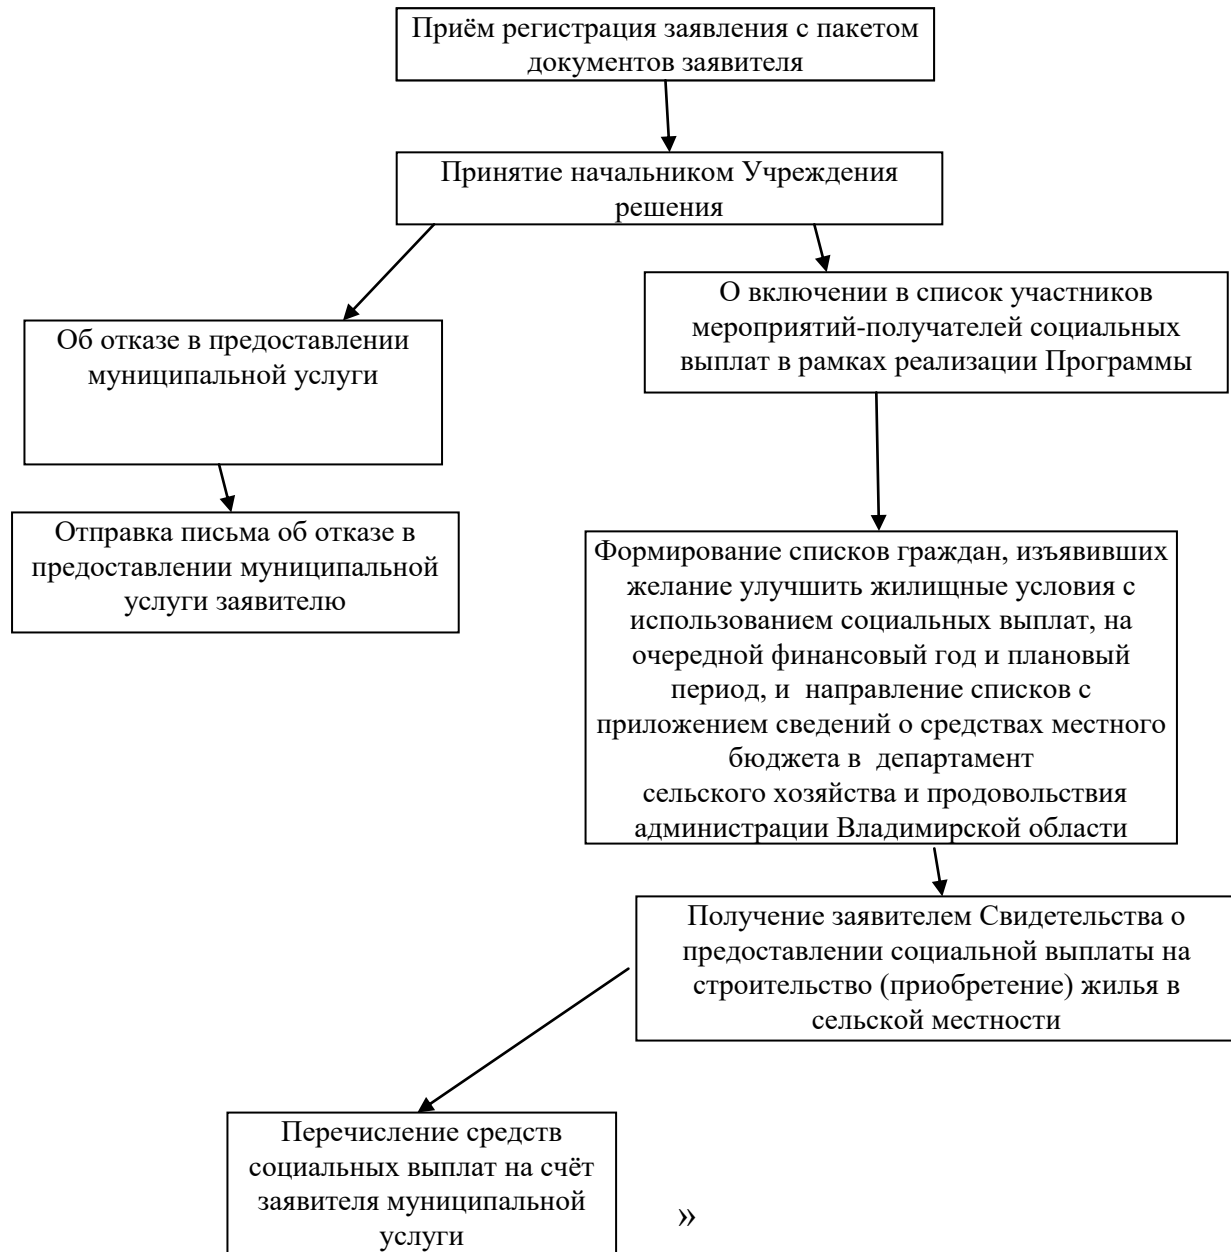 Приём регистрация заявления с пакетом
документов заявителя
Принятие начальником Учреждения
решения
О включении в список участников
мероприятий-получателей социальных
выплат в рамках реализации Программы
Об отказе в предоставлении
муниципальной услуги
Отправка письма об отказе в
предоставлении муниципальной
услуги заявителю
Формирование списков граждан, изъявивших
желание улучшить жилищные условия с
использованием социальных выплат, на
очередной финансовый год и плановый
период, и направление списков с
приложением сведений о средствах местного
бюджета в департамент
сельского хозяйства и продовольствия
администрации Владимирской области
Получение заявителем Свидетельства о
предоставлении социальной выплаты на
строительство (приобретение) жилья в
сельской местности
Перечисление средств
социальных выплат на счёт
заявителя муниципальной
услуги
»